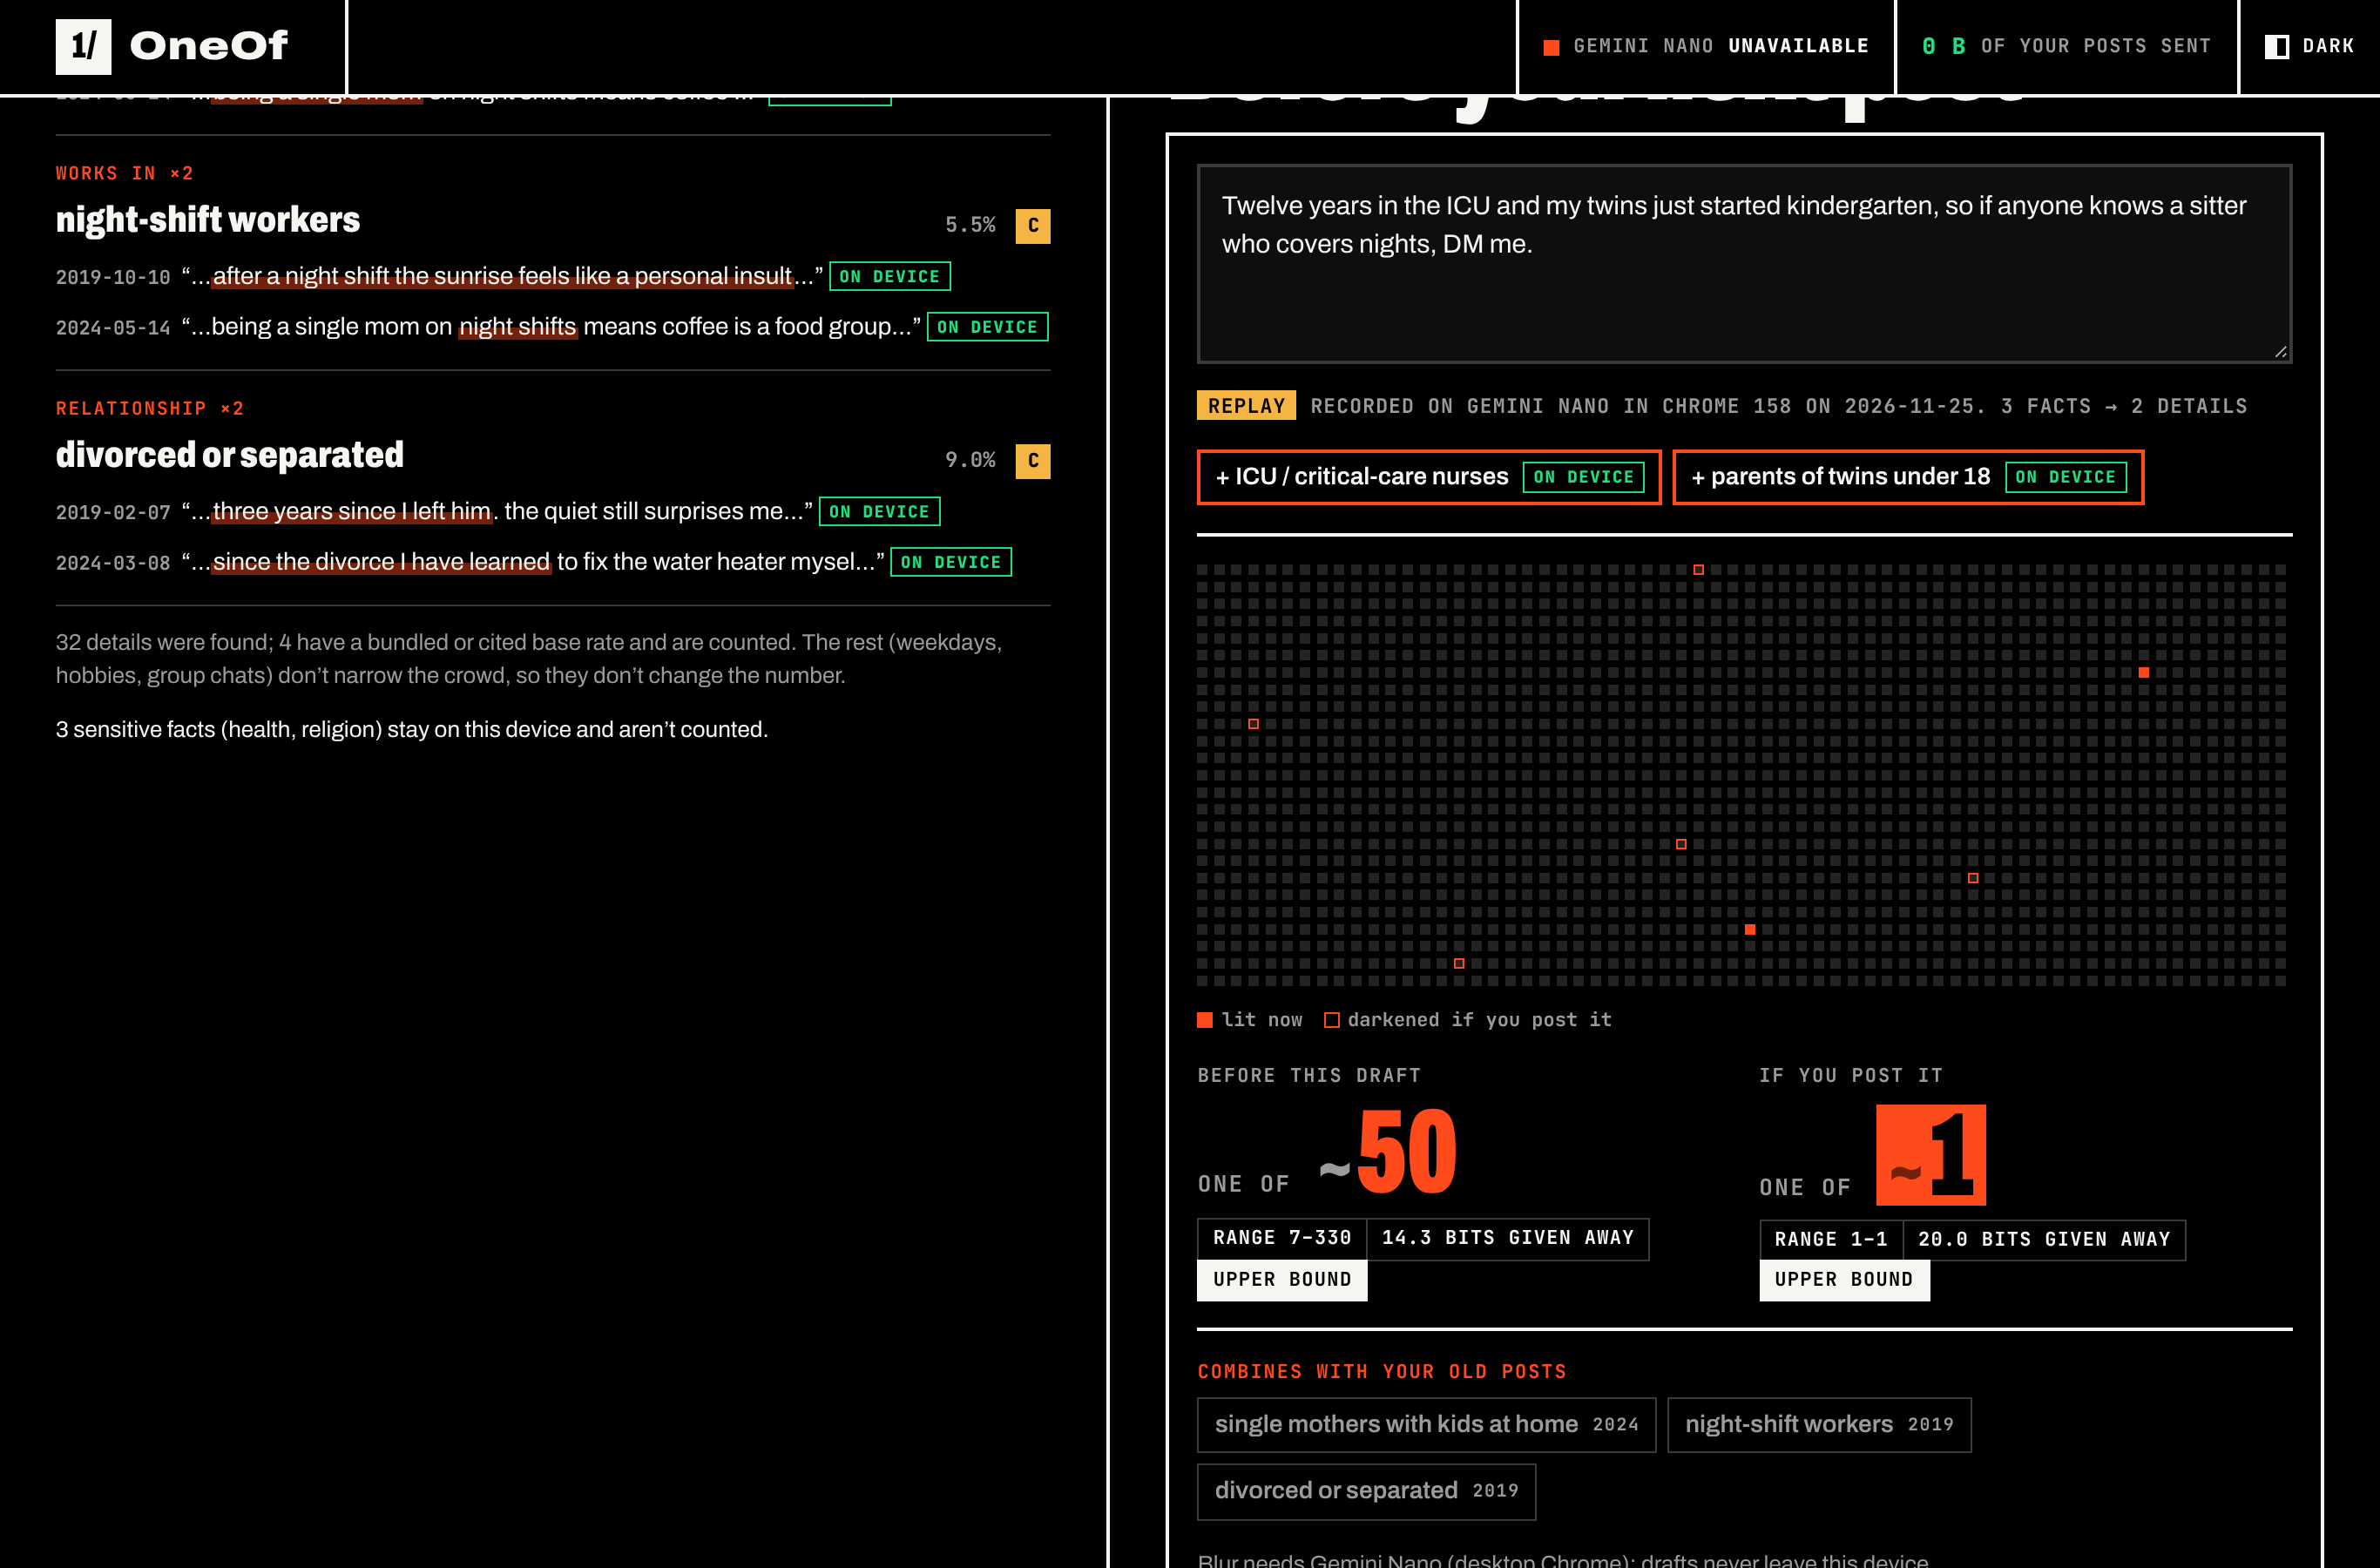 1/ OneOf
GEMINI NANO UNAVAILABLE
0 B OF YOUR POSTS SENT
DARK
WORKS IN ×2
night-shift workers 5.5% C
2019-10-10 “…after a night shift the sunrise feels like a personal insult…” ON DEVICE
2024-05-14 “…being a single mom on night shifts means coffee is a food group…” ON DEVICE
RELATIONSHIP ×2
divorced or separated 9.0% C
2019-02-07 “…three years since I left him. the quiet still surprises me…” ON DEVICE
2024-03-08 “…since the divorce I have learned to fix the water heater mysel…” ON DEVICE
32 details were found; 4 have a bundled or cited base rate and are counted. The rest (weekdays,
hobbies, group chats) don’t narrow the crowd, so they don’t change the number.
3 sensitive facts (health, religion) stay on this device and aren’t counted.
Twelve years in the ICU and my twins just started kindergarten, so if anyone knows a sitter
who covers nights, DM me.
REPLAY RECORDED ON GEMINI NANO IN CHROME 158 ON 2026-11-25. 3 FACTS → 2 DETAILS
+ ICU / critical-care nurses ON DEVICE
+ parents of twins under 18 ON DEVICE
lit now
darkened if you post it
BEFORE THIS DRAFT
ONE OF ~50
RANGE 7–330
14.3 BITS GIVEN AWAY
UPPER BOUND
IF YOU POST IT
ONE OF ~1
RANGE 1–1
20.0 BITS GIVEN AWAY
UPPER BOUND
COMBINES WITH YOUR OLD POSTS
single mothers with kids at home 2024
night-shift workers 2019
divorced or separated 2019
Blur needs Gemini Nano (desktop Chrome); drafts never leave this device